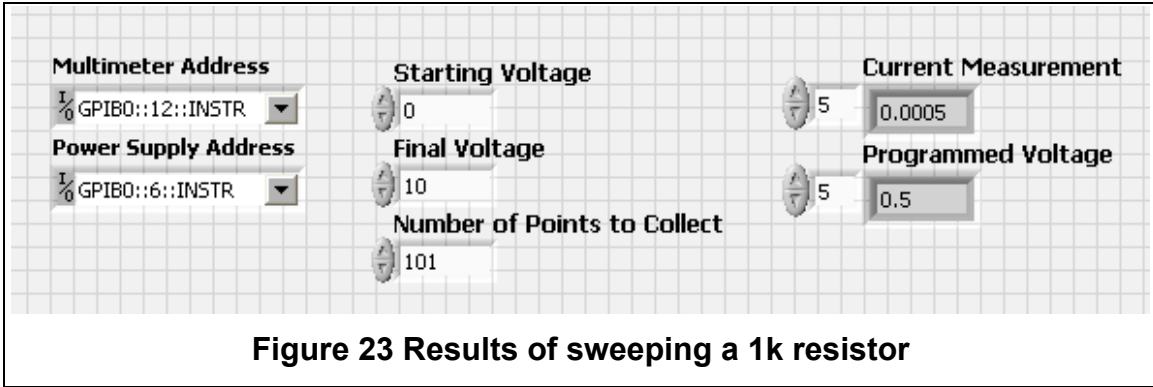 Multimeter Address
I/O GPIB0::12::INSTR
Power Supply Address
I/O GPIB0::6::INSTR
Starting Voltage
0
Final Voltage
10
Number of Points to Collect
101
Current Measurement
5 0.0005
Programmed Voltage
5 0.5
Figure 23 Results of sweeping a 1k resistor